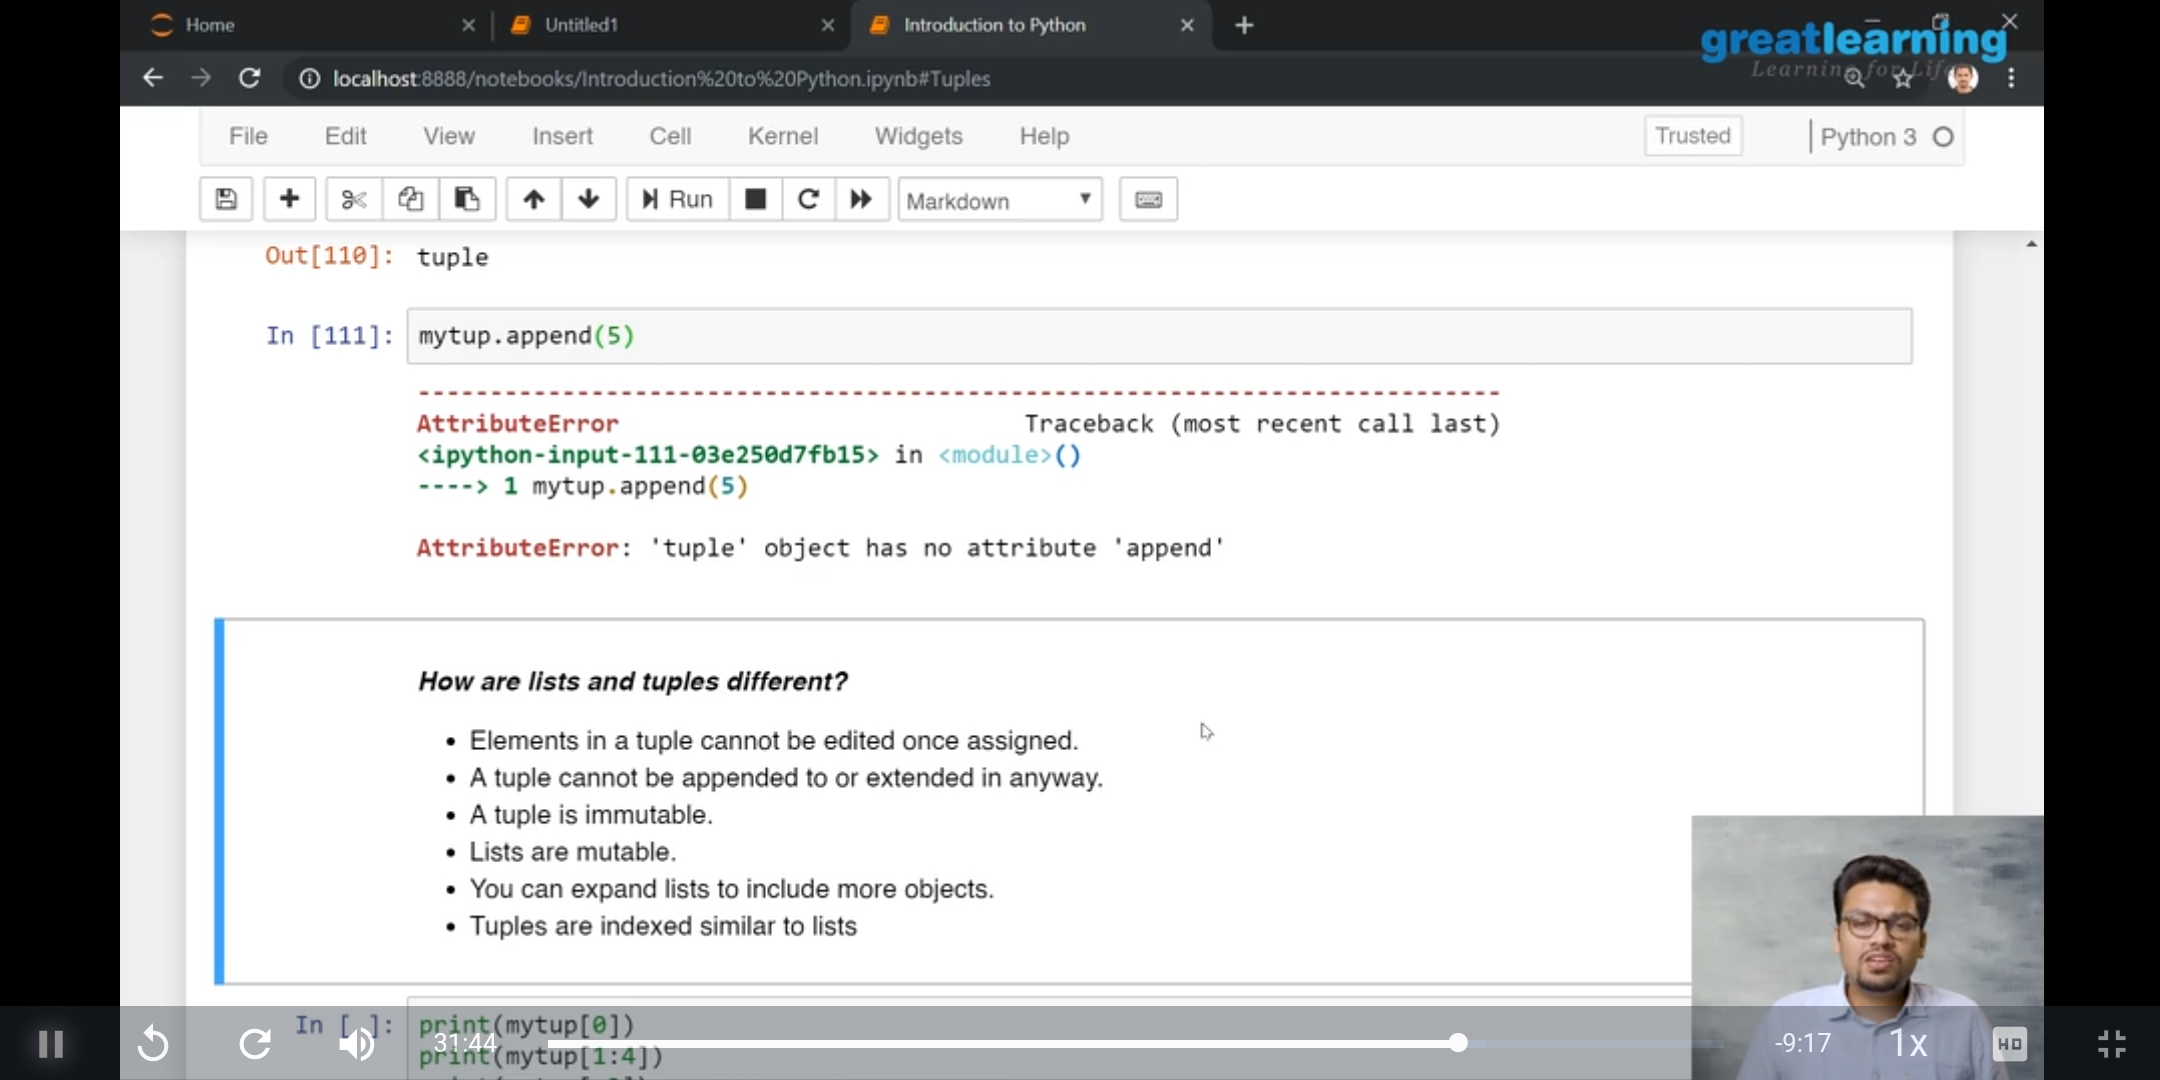 Home
Untitled1
Introduction to Python
greatlearning
Learning for Life
localhost:8888/notebooks/Introduction%20to%20Python.ipynb#Tuples
File Edit View Insert Cell Kernel Widgets Help Trusted Python 3
Run Markdown
Out[110]: tuple
In [111]: mytup.append(5)
---------------------------------------------------------------------------
AttributeError Traceback (most recent call last)
<ipython-input-111-03e250d7fb15> in <module>()
----> 1 mytup.append(5)
AttributeError: 'tuple' object has no attribute 'append'
How are lists and tuples different?
• Elements in a tuple cannot be edited once assigned.
• A tuple cannot be appended to or extended in anyway.
• A tuple is immutable.
• Lists are mutable.
• You can expand lists to include more objects.
• Tuples are indexed similar to lists
In [ ]: print(mytup[0])
31:44 -9:17 1x HD
print(mytup[1:4])